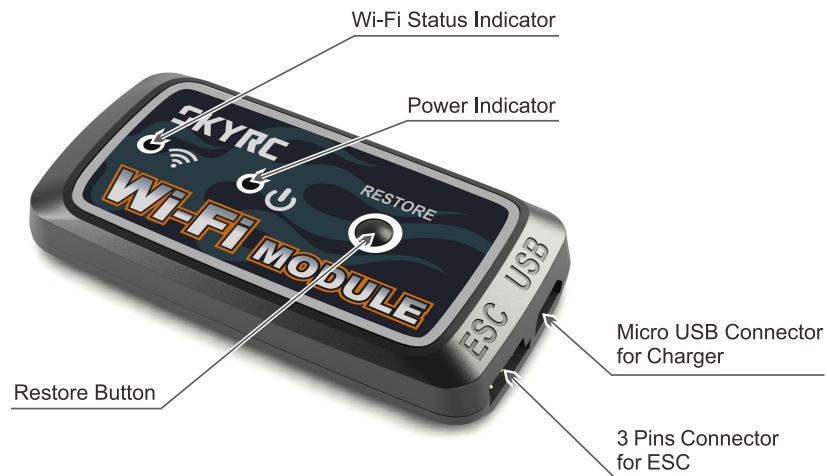 Wi-Fi Status Indicator
Power Indicator
SKYRC
RESTORE
Wi-Fi MODULE
ESC USB
Micro USB Connector
for Charger
Restore Button
3 Pins Connector
for ESC